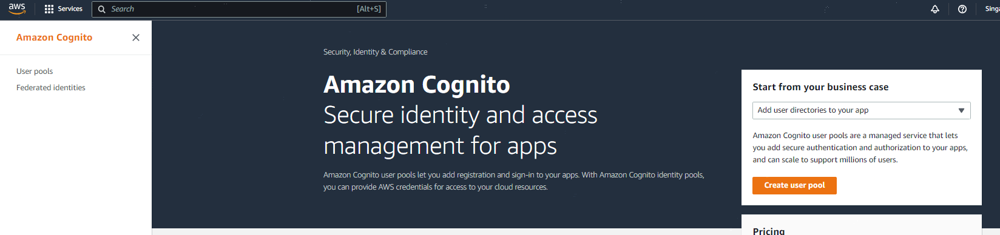 aws
Services
Search
[Alt+S]
Amazon Cognito
User pools
Federated identities
Security, Identity & Compliance
Amazon Cognito
Secure identity and access
management for apps
Amazon Cognito user pools let you add registration and sign-in to your apps. With Amazon Cognito identity pools,
you can provide AWS credentials for access to your cloud resources.
Start from your business case
Add user directories to your app
Amazon Cognito user pools are a managed service that lets
you add secure authentication and authorization to your apps,
and can scale to support millions of users.
Create user pool
Pricing